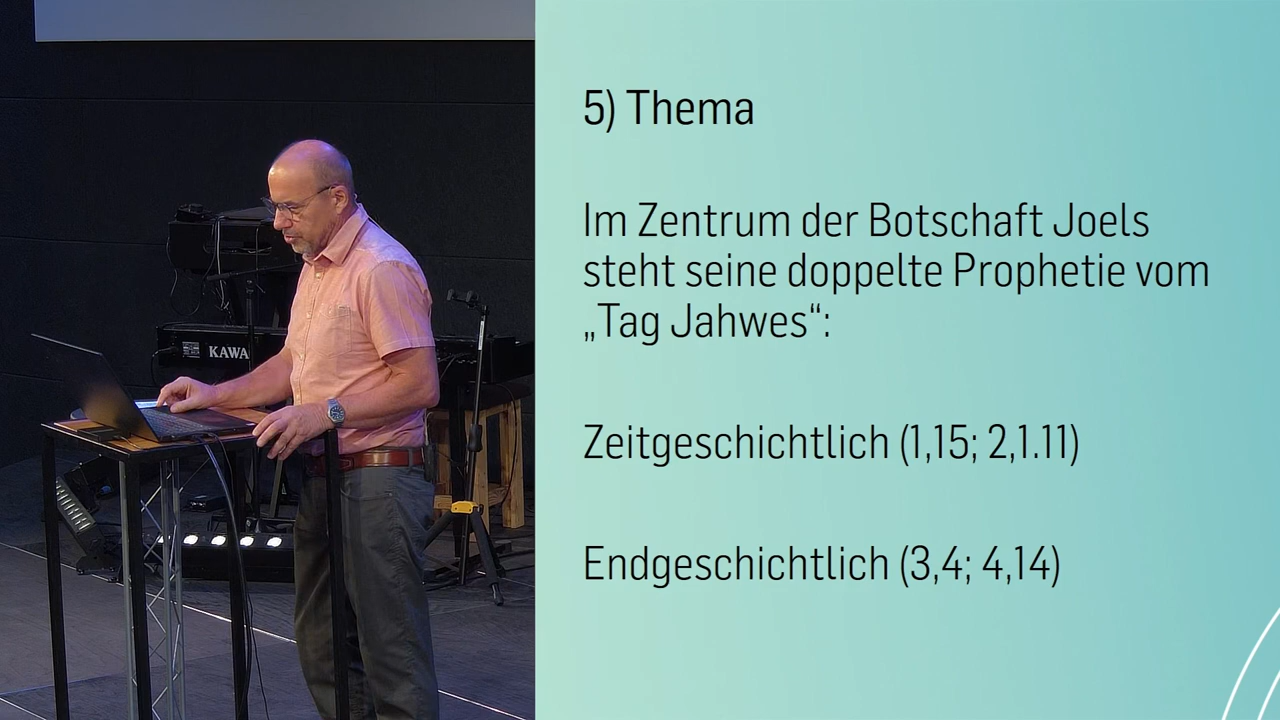 KAWA
5) Thema
Im Zentrum der Botschaft Joels
steht seine doppelte Prophetie vom
„Tag Jahwes“:
Zeitgeschichtlich (1,15; 2,1.11)
Endgeschichtlich (3,4; 4,14)